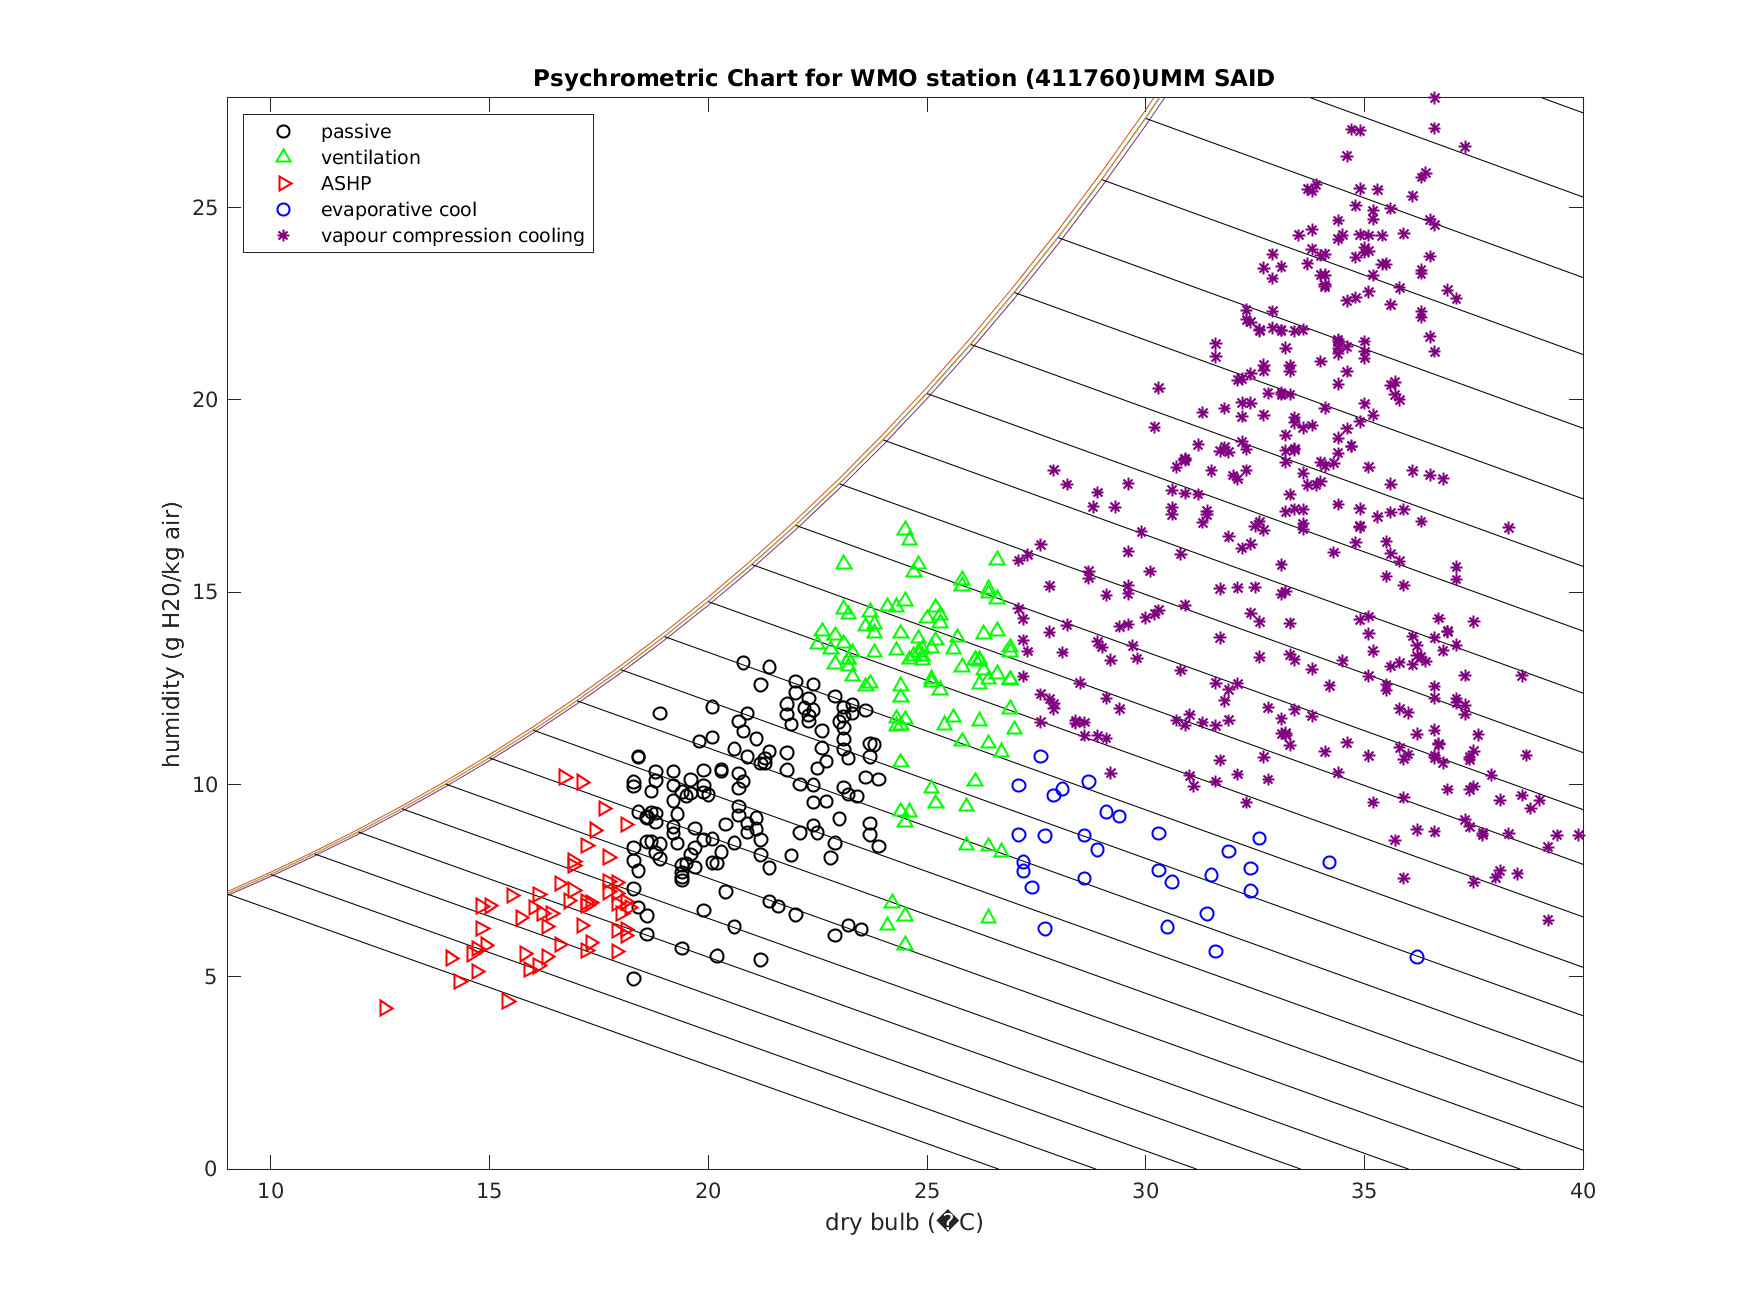 Psychrometric Chart for WMO station (411760)UMM SAID
passive
ventilation
ASHP
evaporative cool
vapour compression cooling
humidity (g H20/kg air)
25
20
15
10
5
0
10 15 20 25 30 35 40
dry bulb (�C)